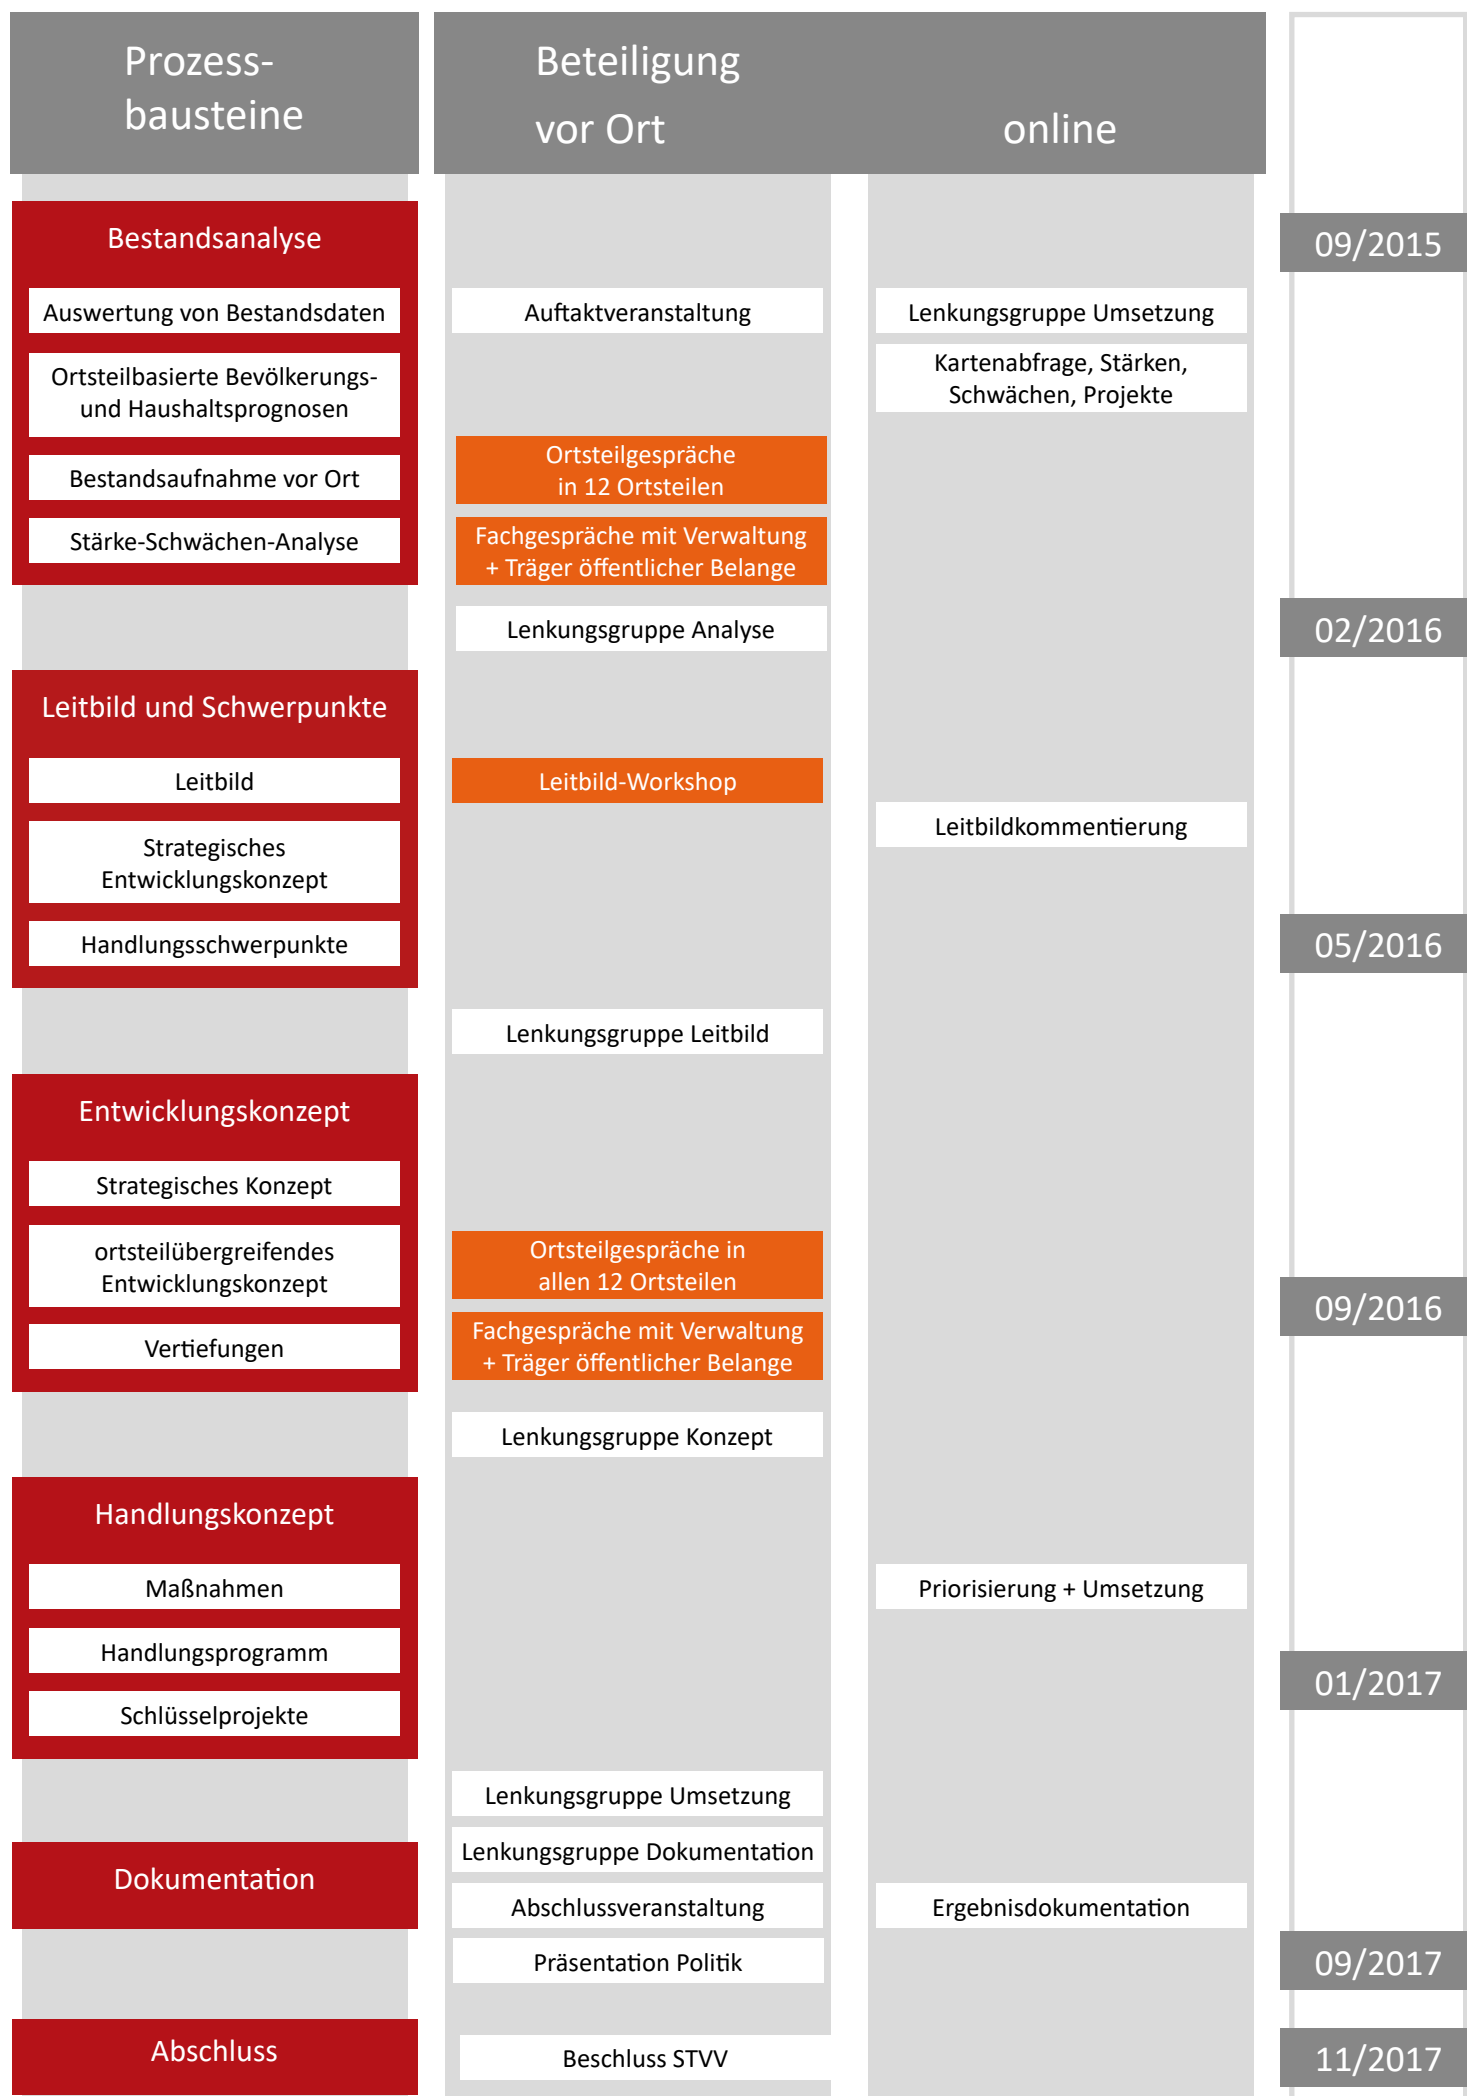 Prozess-
bausteine
Beteiligung
vor Ort
online
09/2015
Bestandsanalyse
Auswertung von Bestandsdaten
Auftaktveranstaltung
Lenkungsgruppe Umsetzung
Ortsteilbasierte Bevölkerungs-
und Haushaltsprognosen
Kartenabfrage, Stärken,
Schwächen, Projekte
Bestandsaufnahme vor Ort
Ortsteilgespräche
in 12 Ortsteilen
Stärke-Schwächen-Analyse
Fachgespräche mit Verwaltung
+ Träger öffentlicher Belange
Lenkungsgruppe Analyse
02/2016
Leitbild und Schwerpunkte
Leitbild
Leitbild-Workshop
Leitbildkommentierung
Strategisches
Entwicklungskonzept
Handlungsschwerpunkte
05/2016
Lenkungsgruppe Leitbild
Entwicklungskonzept
Strategisches Konzept
ortsteilübergreifendes
Entwicklungskonzept
Ortsteilgespräche in
allen 12 Ortsteilen
09/2016
Vertiefungen
Fachgespräche mit Verwaltung
+ Träger öffentlicher Belange
Lenkungsgruppe Konzept
Handlungskonzept
Maßnahmen
Priorisierung + Umsetzung
Handlungsprogramm
01/2017
Schlüsselprojekte
Lenkungsgruppe Umsetzung
Lenkungsgruppe Dokumentation
Dokumentation
Abschlussveranstaltung
Ergebnisdokumentation
Präsentation Politik
09/2017
Abschluss
Beschluss STVV
11/2017